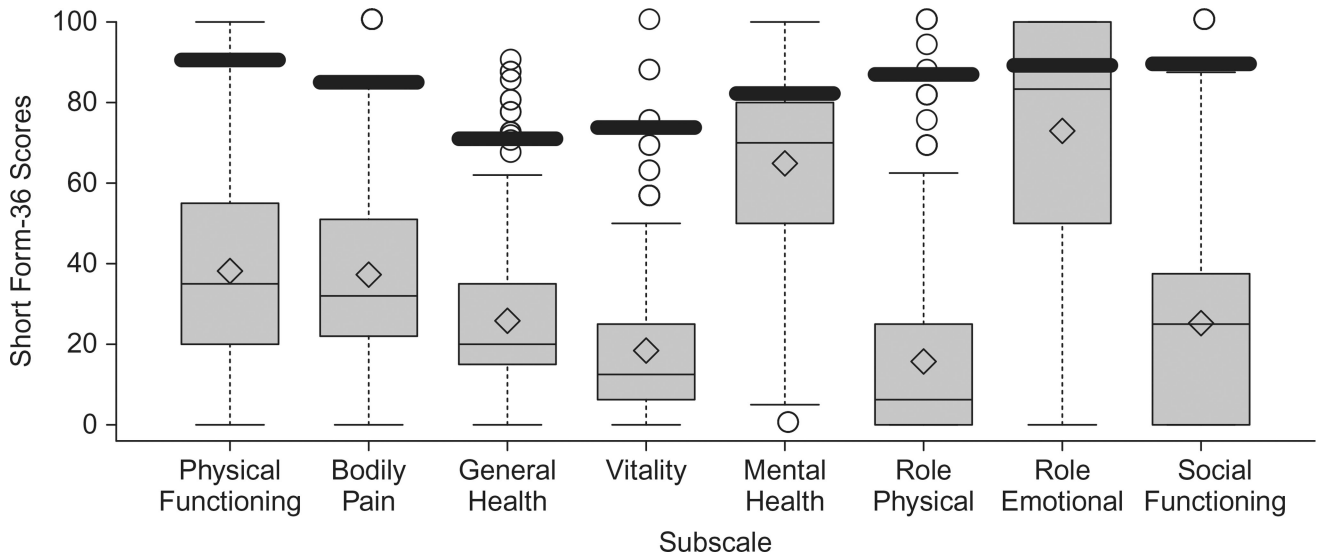 Short Form-36 Scores
100
80
60
40
20
0
Physical
Functioning
Bodily
Pain
General
Health
Vitality
Mental
Health
Role
Physical
Role
Emotional
Social
Functioning
Subscale